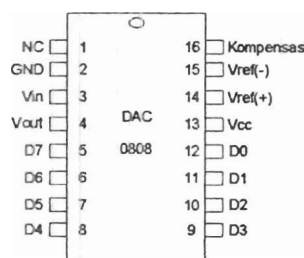 NC 1 16 Kompensas
GND 2 15 Vref(-)
Vin 3 14 Vref(+)
Vout 4 DAC 13 Vcc
D7 5 0808 12 D0
D6 6 11 D1
D5 7 10 D2
D4 8 9 D3